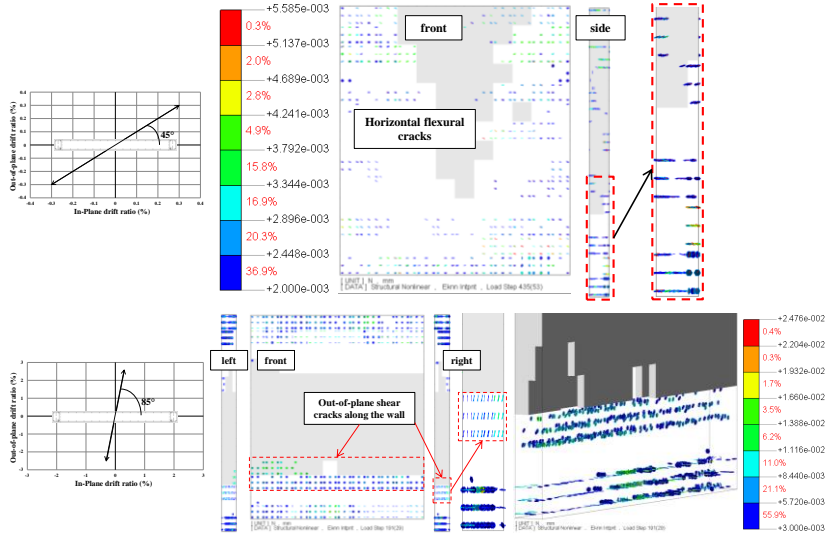 +5.585e-003
0.3%
+5.137e-003
2.0%
+4.689e-003
2.8%
+4.241e-003
4.9%
+3.792e-003
15.8%
+3.344e-003
16.9%
+2.896e-003
20.3%
+2.448e-003
36.9%
+2.000e-003
front
side
Horizontal flexural
cracks
[ UNIT ] N , mm
[ DATA ] Structural Nonlinear , Eknn Intpnt , Load Step 435(53)
Out-of-plane drift ratio (%)
0.4
0.3
0.2
0.1
0
-0.1
-0.2
-0.3
-0.4
45°
-0.4 -0.3 -0.2 -0.1 0 0.1 0.2 0.3 0.4
In-Plane drift ratio (%)
Out-of-plane drift ratio (%)
3
2
1
0
-1
-2
-3
85°
-3 -2 -1 0 1 2 3
In-Plane drift ratio (%)
left
front
right
Out-of-plane shear
cracks along the wall
[ UNIT ] N , mm
[ DATA ] Structural Nonlinear , Eknn Intpnt , Load Step 191(29)
+2.476e-002
0.4%
+2.204e-002
0.3%
+1.932e-002
1.7%
+1.660e-002
3.5%
+1.388e-002
6.2%
+1.116e-002
11.0%
+8.440e-003
21.1%
+5.720e-003
55.9%
+3.000e-003